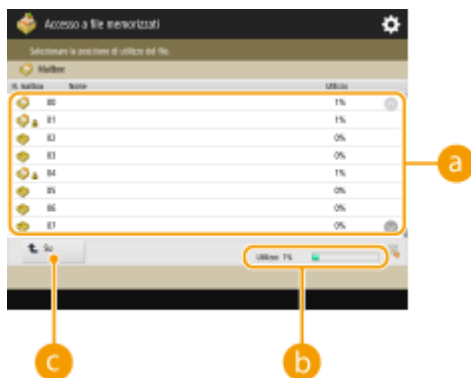 Accesso a file memorizzati
Selezionare la posizione di utilizzo del file.
Mailbox
N. mailbox Nome Utilizzo
00 1%
01 1%
02 0%
03 0%
04 1%
05 0%
06 0%
07 0%
a
Su Utilizzo 1%
c b